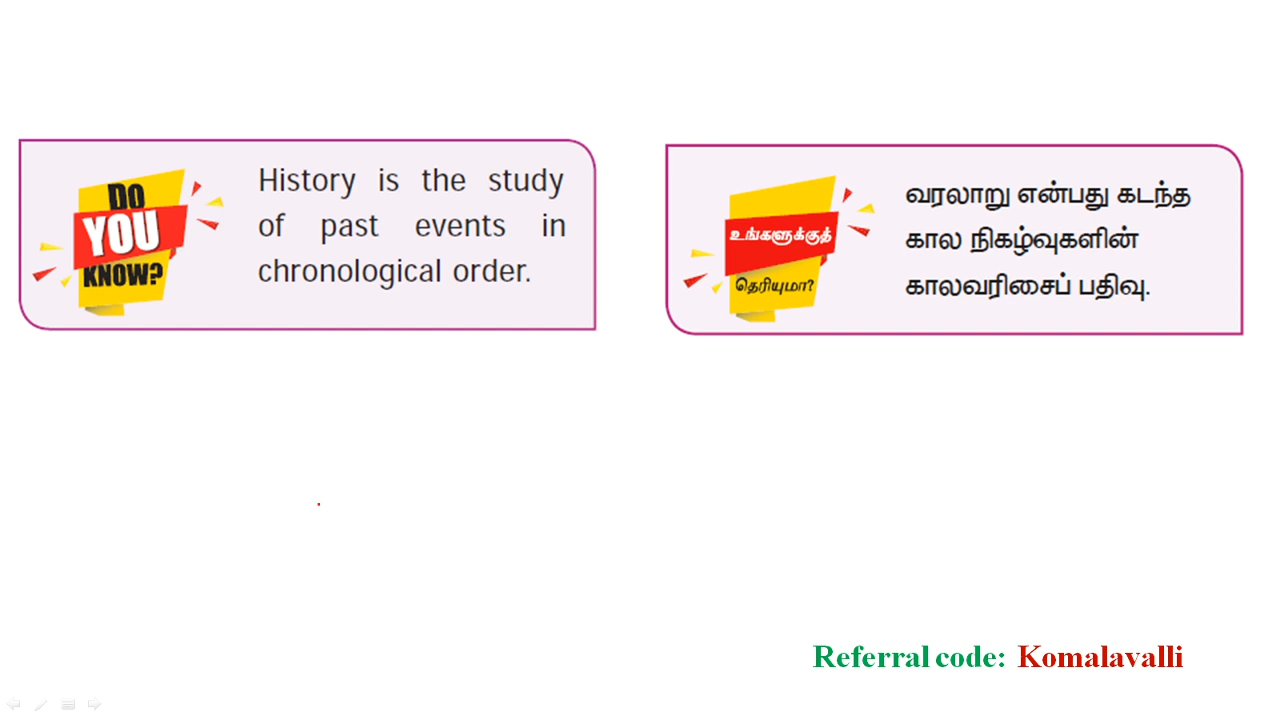 DO
YOU
KNOW?
History is the study
of past events in
chronological order.
உங்களுக்குத்
தெரியுமா?
வரலாறு என்பது கடந்த
கால நிகழ்வுகளின்
காலவரிசைப் பதிவு.
Referral code: Komalavalli